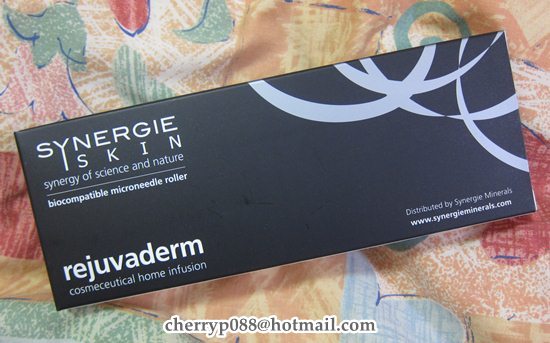 SYNERGIE
SKIN
synergy of science and nature
biocompatible microneedle roller
rejuvaderm
cosmeceutical home infusion
Distributed by Synergie Minerals
www.synergieminerals.com
cherryp088@hotmail.com